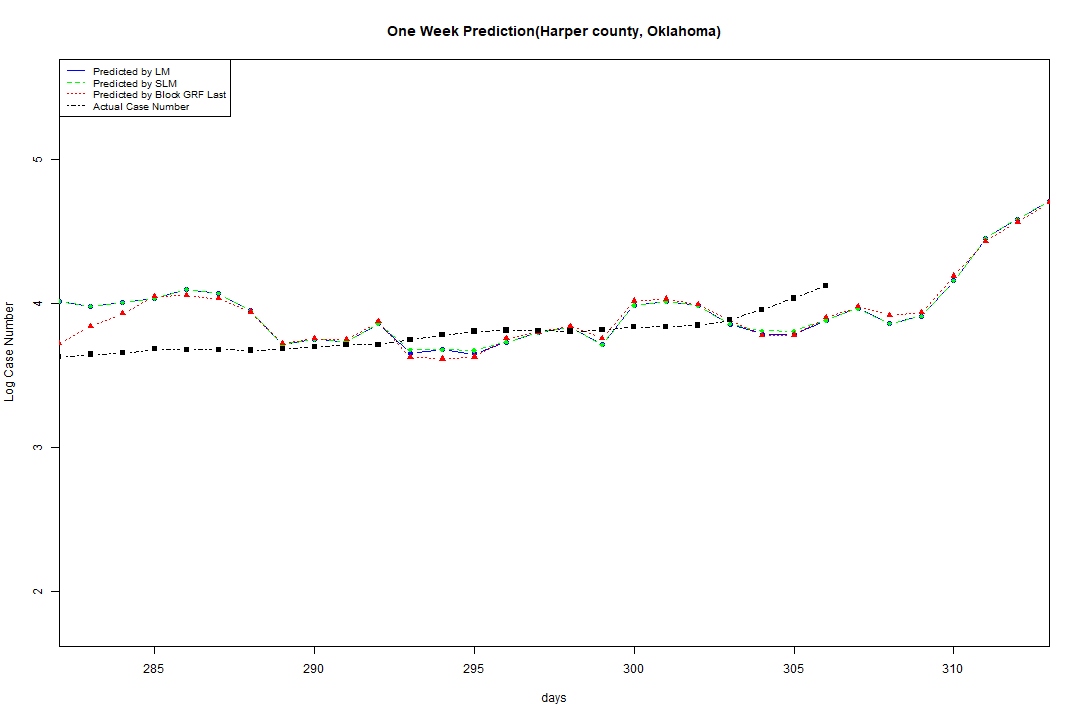 One Week Prediction(Harper county, Oklahoma)
Predicted by LM
Predicted by SLM
Predicted by Block GRF Last
Actual Case Number
5
4
3
2
Log Case Number
285 290 295 300 305 310
days